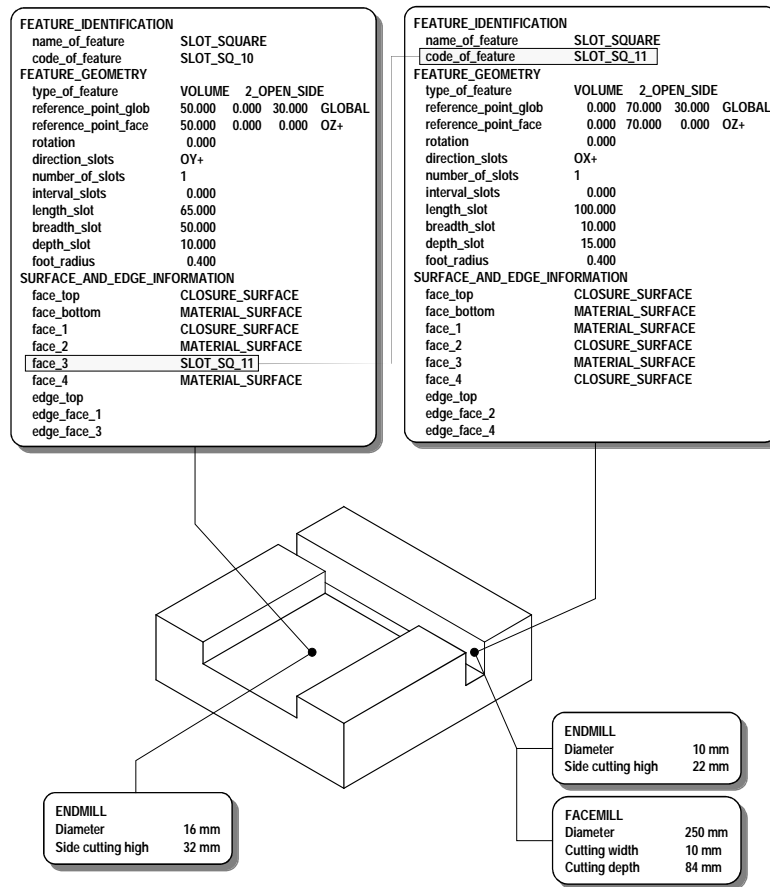 FEATURE_IDENTIFICATION
name_of_feature SLOT_SQUARE
code_of_feature SLOT_SQ_10
FEATURE_GEOMETRY
type_of_feature VOLUME 2_OPEN_SIDE
reference_point_glob 50.000 0.000 30.000 GLOBAL
reference_point_face 50.000 0.000 0.000 OZ+
rotation 0.000
direction_slots OY+
number_of_slots 1
interval_slots 0.000
length_slot 65.000
breadth_slot 50.000
depth_slot 10.000
foot_radius 0.400
SURFACE_AND_EDGE_INFORMATION
face_top CLOSURE_SURFACE
face_bottom MATERIAL_SURFACE
face_1 CLOSURE_SURFACE
face_2 MATERIAL_SURFACE
face_3 SLOT_SQ_11
face_4 MATERIAL_SURFACE
edge_top
edge_face_1
edge_face_3
FEATURE_IDENTIFICATION
name_of_feature SLOT_SQUARE
code_of_feature SLOT_SQ_11
FEATURE_GEOMETRY
type_of_feature VOLUME 2_OPEN_SIDE
reference_point_glob 0.000 70.000 30.000 GLOBAL
reference_point_face 0.000 70.000 0.000 OZ+
rotation 0.000
direction_slots OX+
number_of_slots 1
interval_slots 0.000
length_slot 100.000
breadth_slot 10.000
depth_slot 15.000
foot_radius 0.400
SURFACE_AND_EDGE_INFORMATION
face_top CLOSURE_SURFACE
face_bottom MATERIAL_SURFACE
face_1 MATERIAL_SURFACE
face_2 CLOSURE_SURFACE
face_3 MATERIAL_SURFACE
face_4 CLOSURE_SURFACE
edge_top
edge_face_2
edge_face_4
ENDMILL
Diameter 10 mm
Side cutting high 22 mm
ENDMILL
Diameter 16 mm
Side cutting high 32 mm
FACEMILL
Diameter 250 mm
Cutting width 10 mm
Cutting depth 84 mm